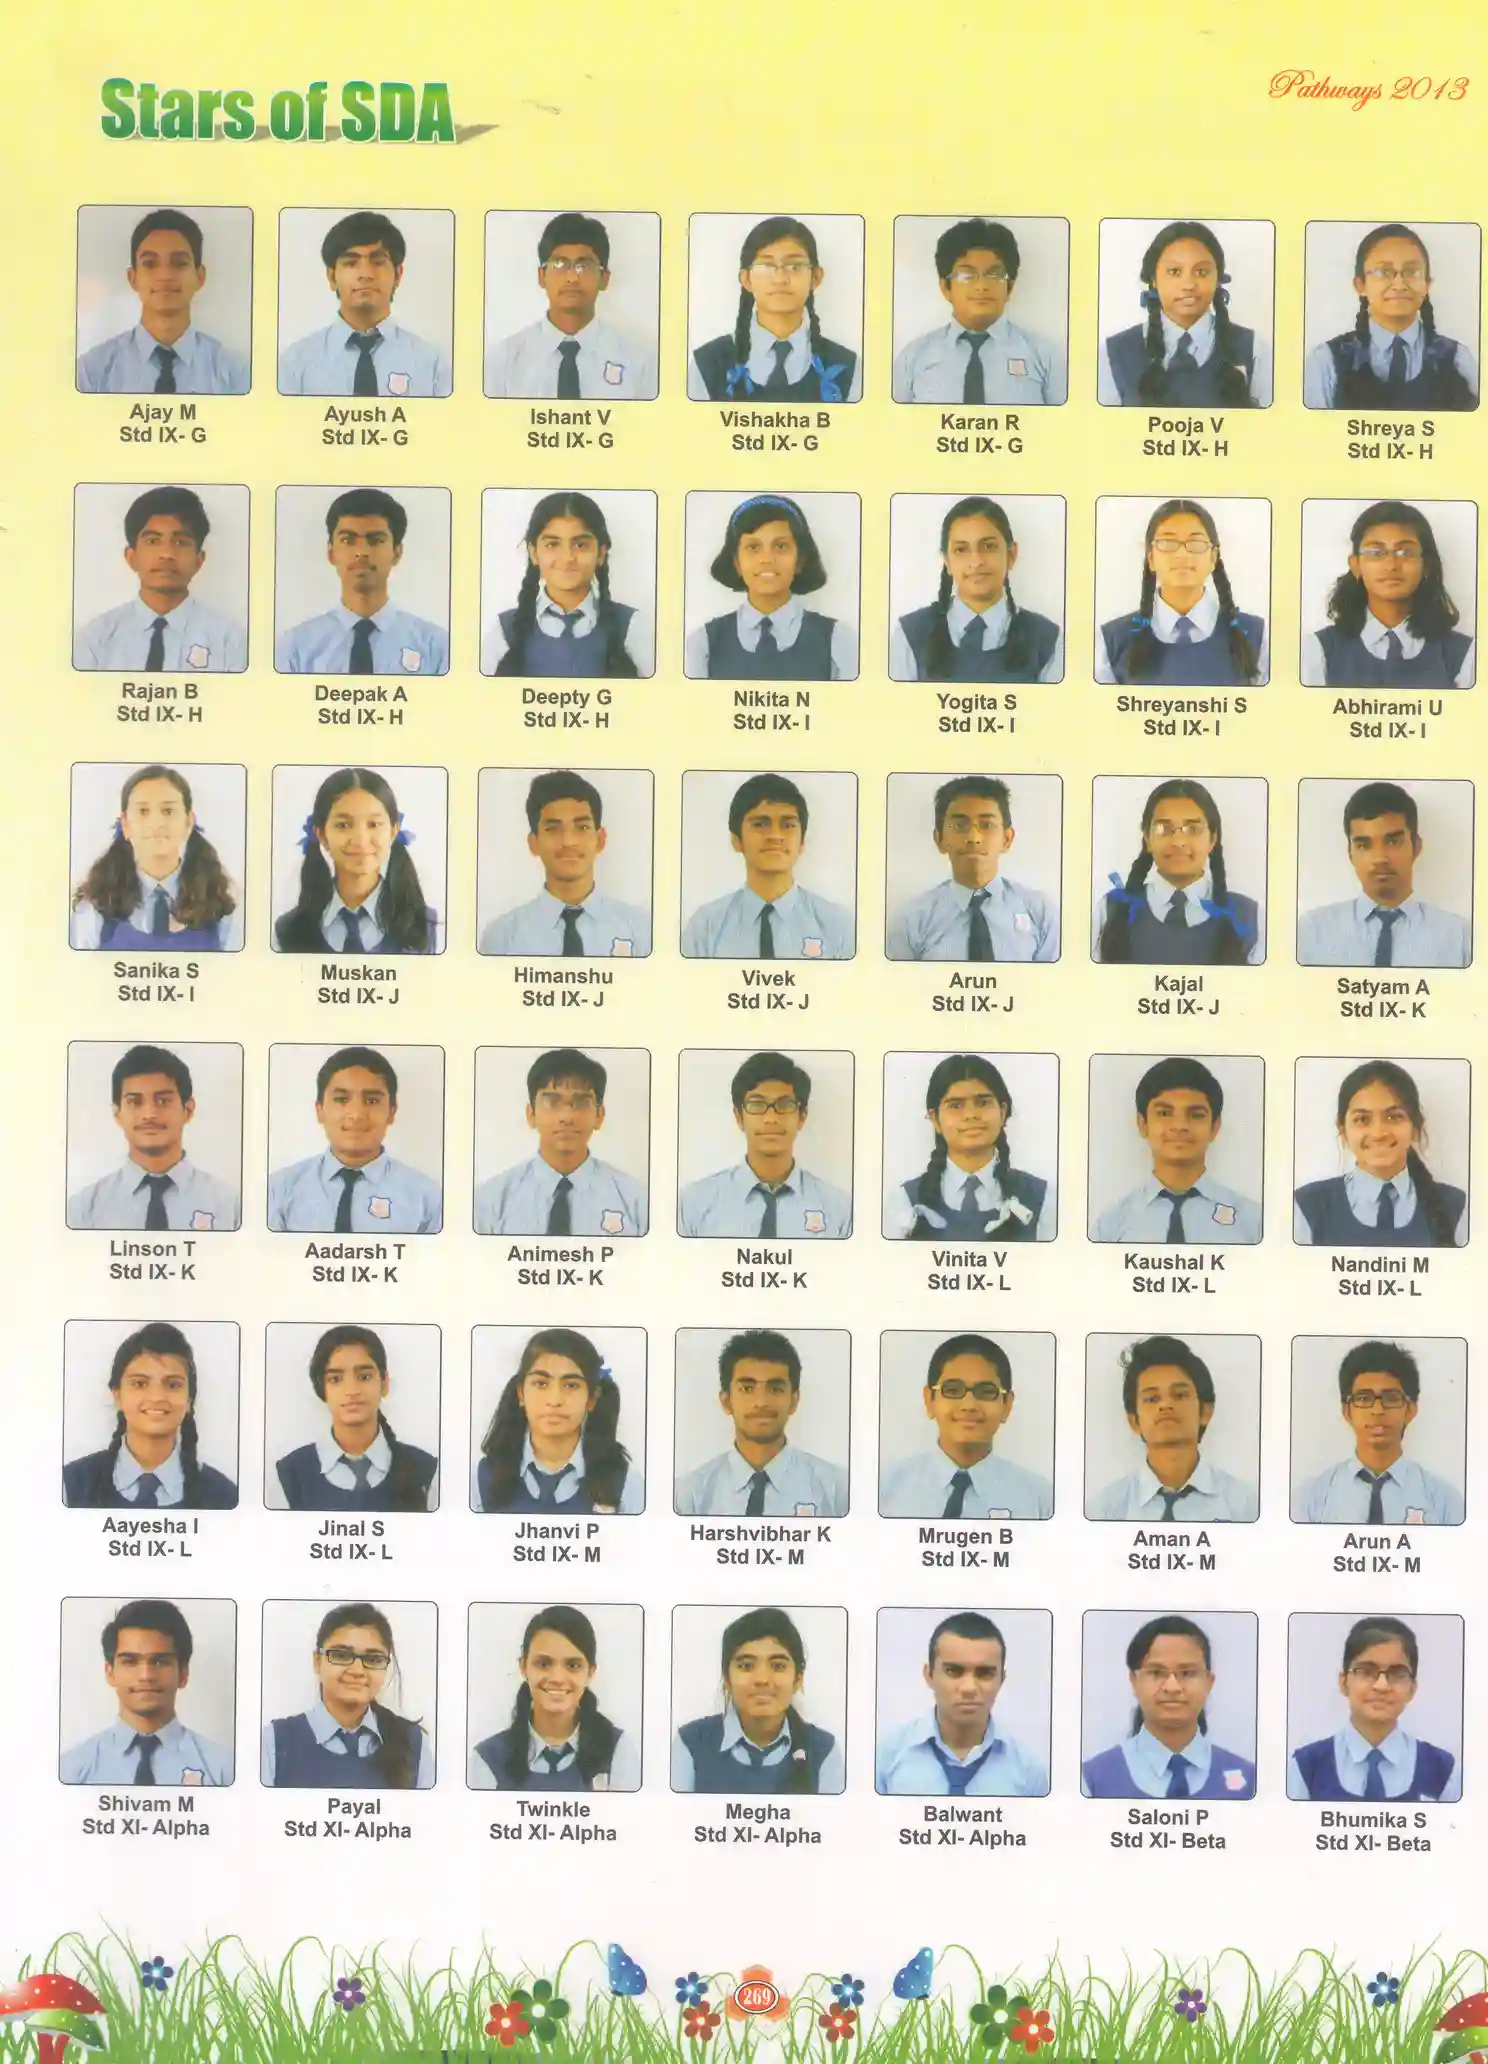 Stars of SDA
Pathways 2013
Ajay M
Std IX- G
Ayush A
Std IX- G
Ishant V
Std IX- G
Vishakha B
Std IX- G
Karan R
Std IX- G
Pooja V
Std IX- H
Shreya S
Std IX- H
Rajan B
Std IX- H
Deepak A
Std IX- H
Deepty G
Std IX- H
Nikita N
Std IX- I
Yogita S
Std IX- I
Shreyanshi S
Std IX- I
Abhirami U
Std IX- I
Sanika S
Std IX- I
Muskan
Std IX- J
Himanshu
Std IX- J
Vivek
Std IX- J
Arun
Std IX- J
Kajal
Std IX- J
Satyam A
Std IX- K
Linson T
Std IX- K
Aadarsh T
Std IX- K
Animesh P
Std IX- K
Nakul
Std IX- K
Vinita V
Std IX- L
Kaushal K
Std IX- L
Nandini M
Std IX- L
Aayesha I
Std IX- L
Jinal S
Std IX- L
Jhanvi P
Std IX- M
Harshvibhar K
Std IX- M
Mrugen B
Std IX- M
Aman A
Std IX- M
Arun A
Std IX- M
Shivam M
Std XI- Alpha
Payal
Std XI- Alpha
Twinkle
Std XI- Alpha
Megha
Std XI- Alpha
Balwant
Std XI- Alpha
Saloni P
Std XI- Beta
Bhumika S
Std XI- Beta
269